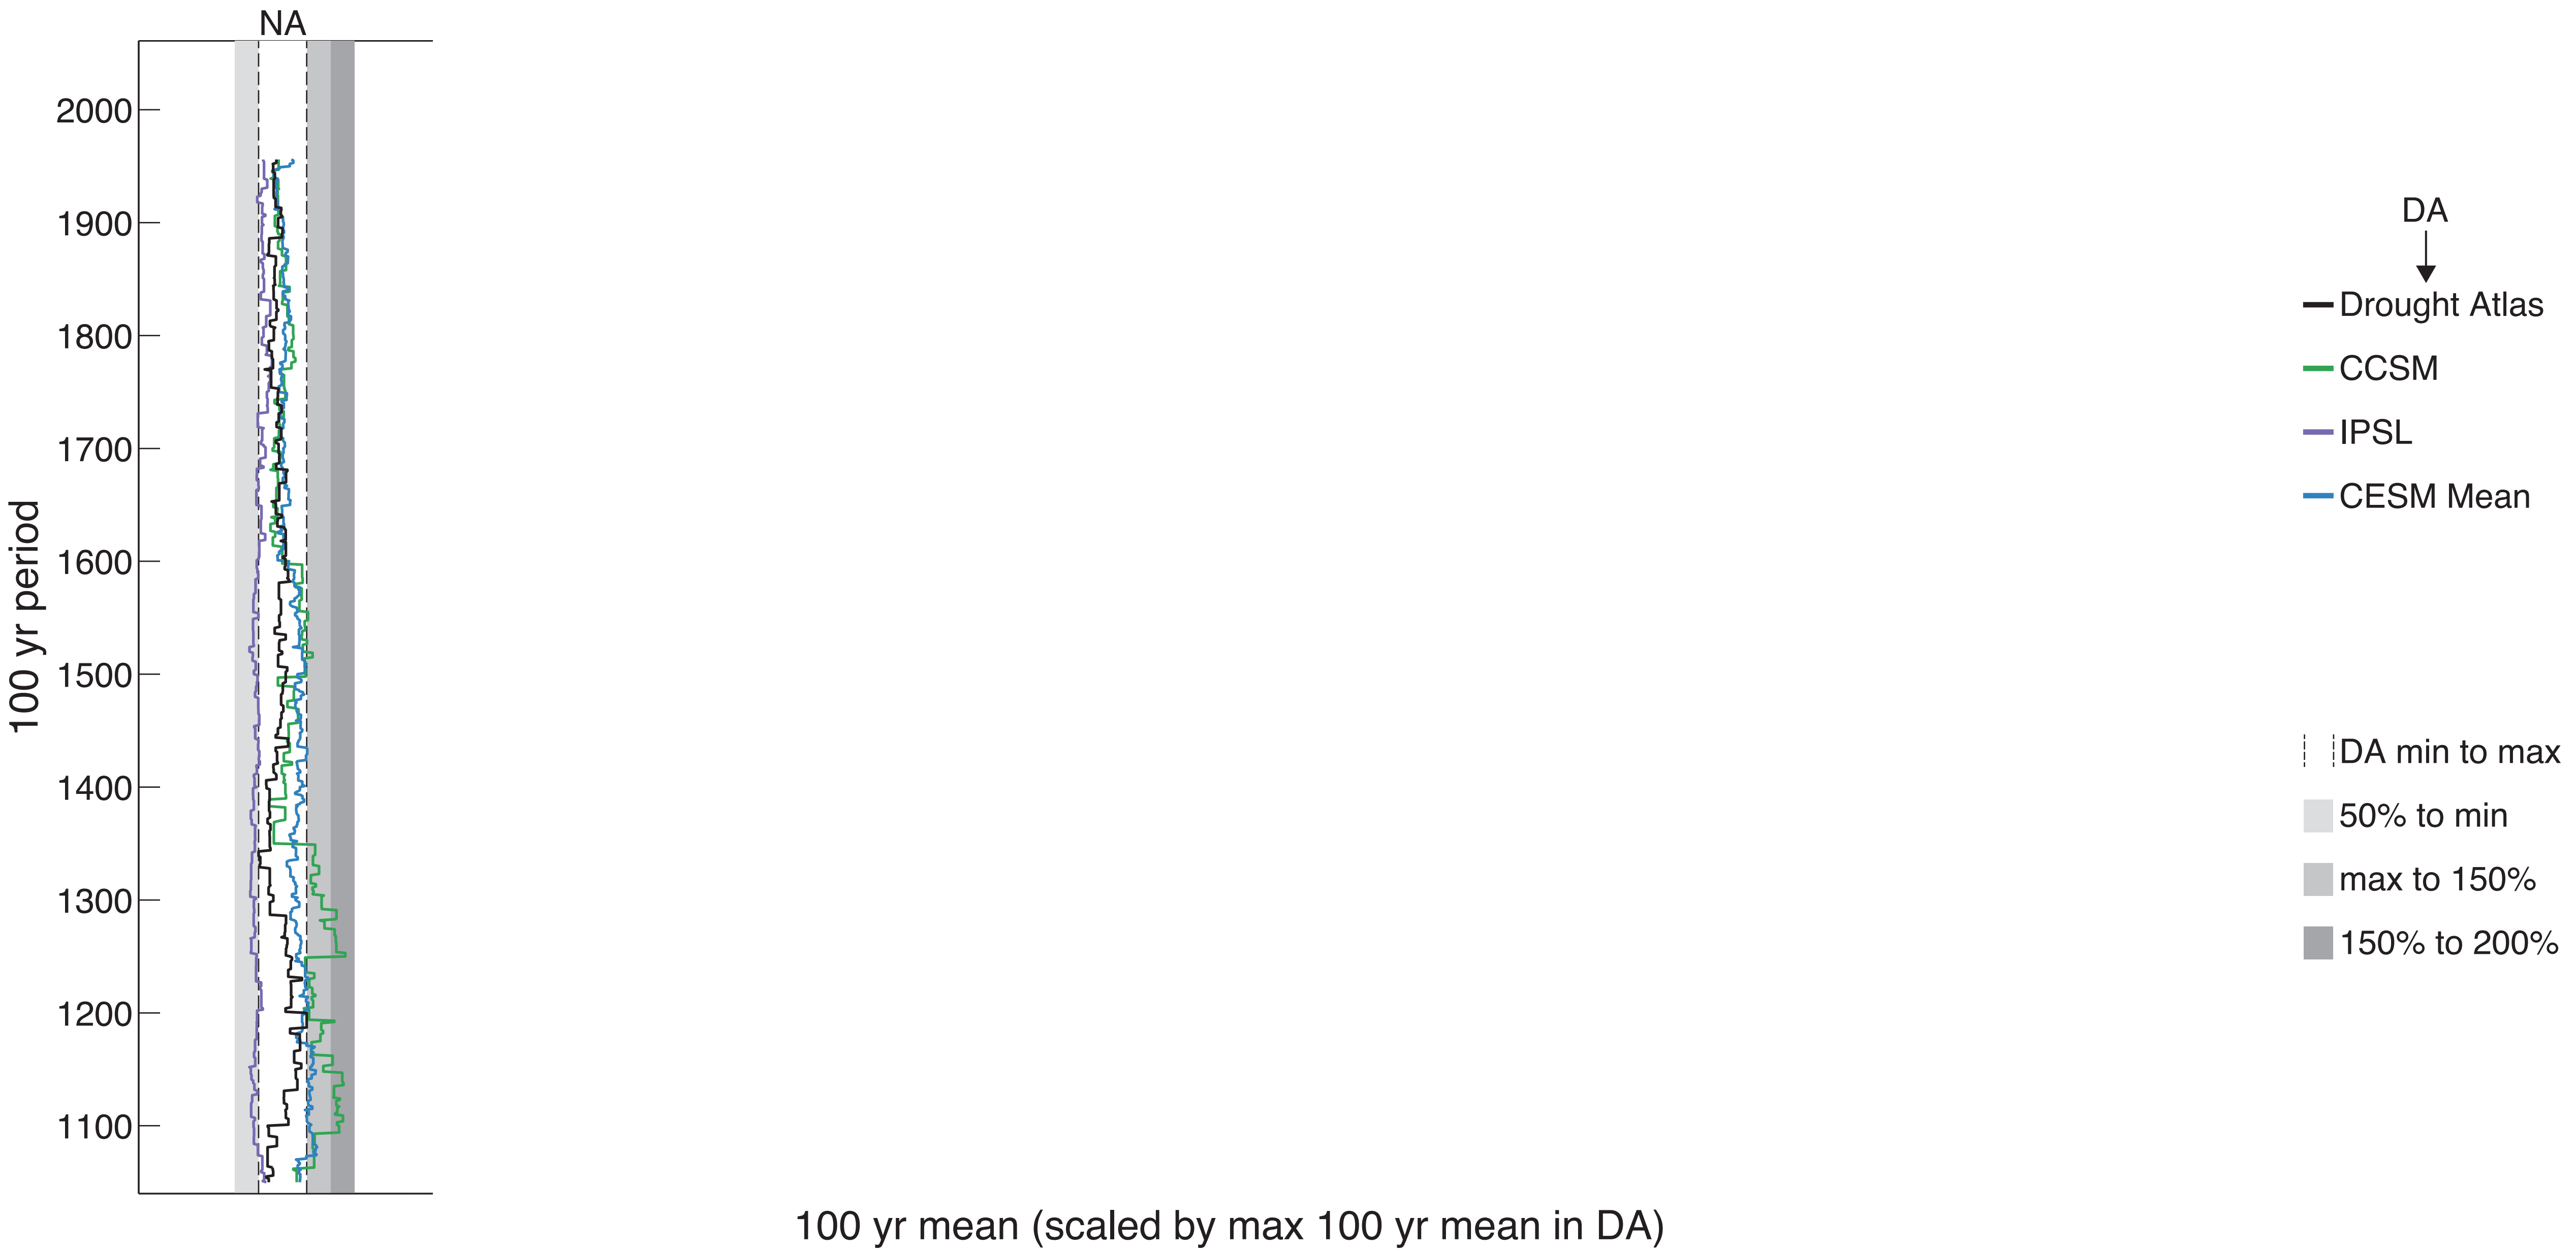 NA
2000
1900
1800
1700
1600
1500
1400
1300
1200
1100
100 yr period
100 yr mean (scaled by max 100 yr mean in DA)
DA
Drought Atlas
CCSM
IPSL
CESM Mean
DA min to max
50% to min
max to 150%
150% to 200%